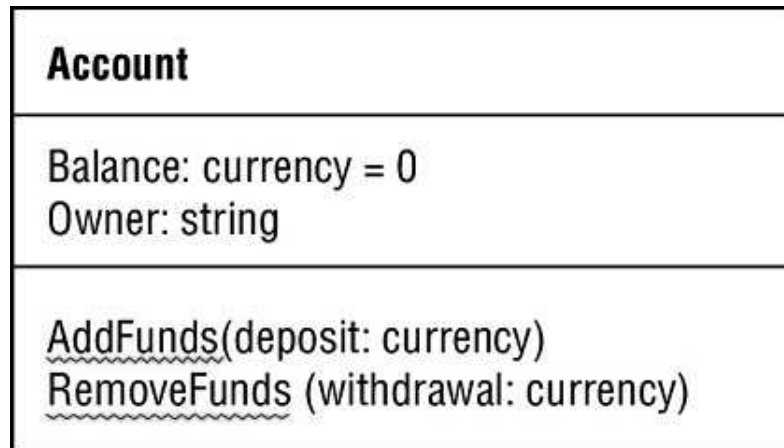 Account
Balance: currency = 0
Owner: string
AddFunds(deposit: currency)
RemoveFunds (withdrawal: currency)